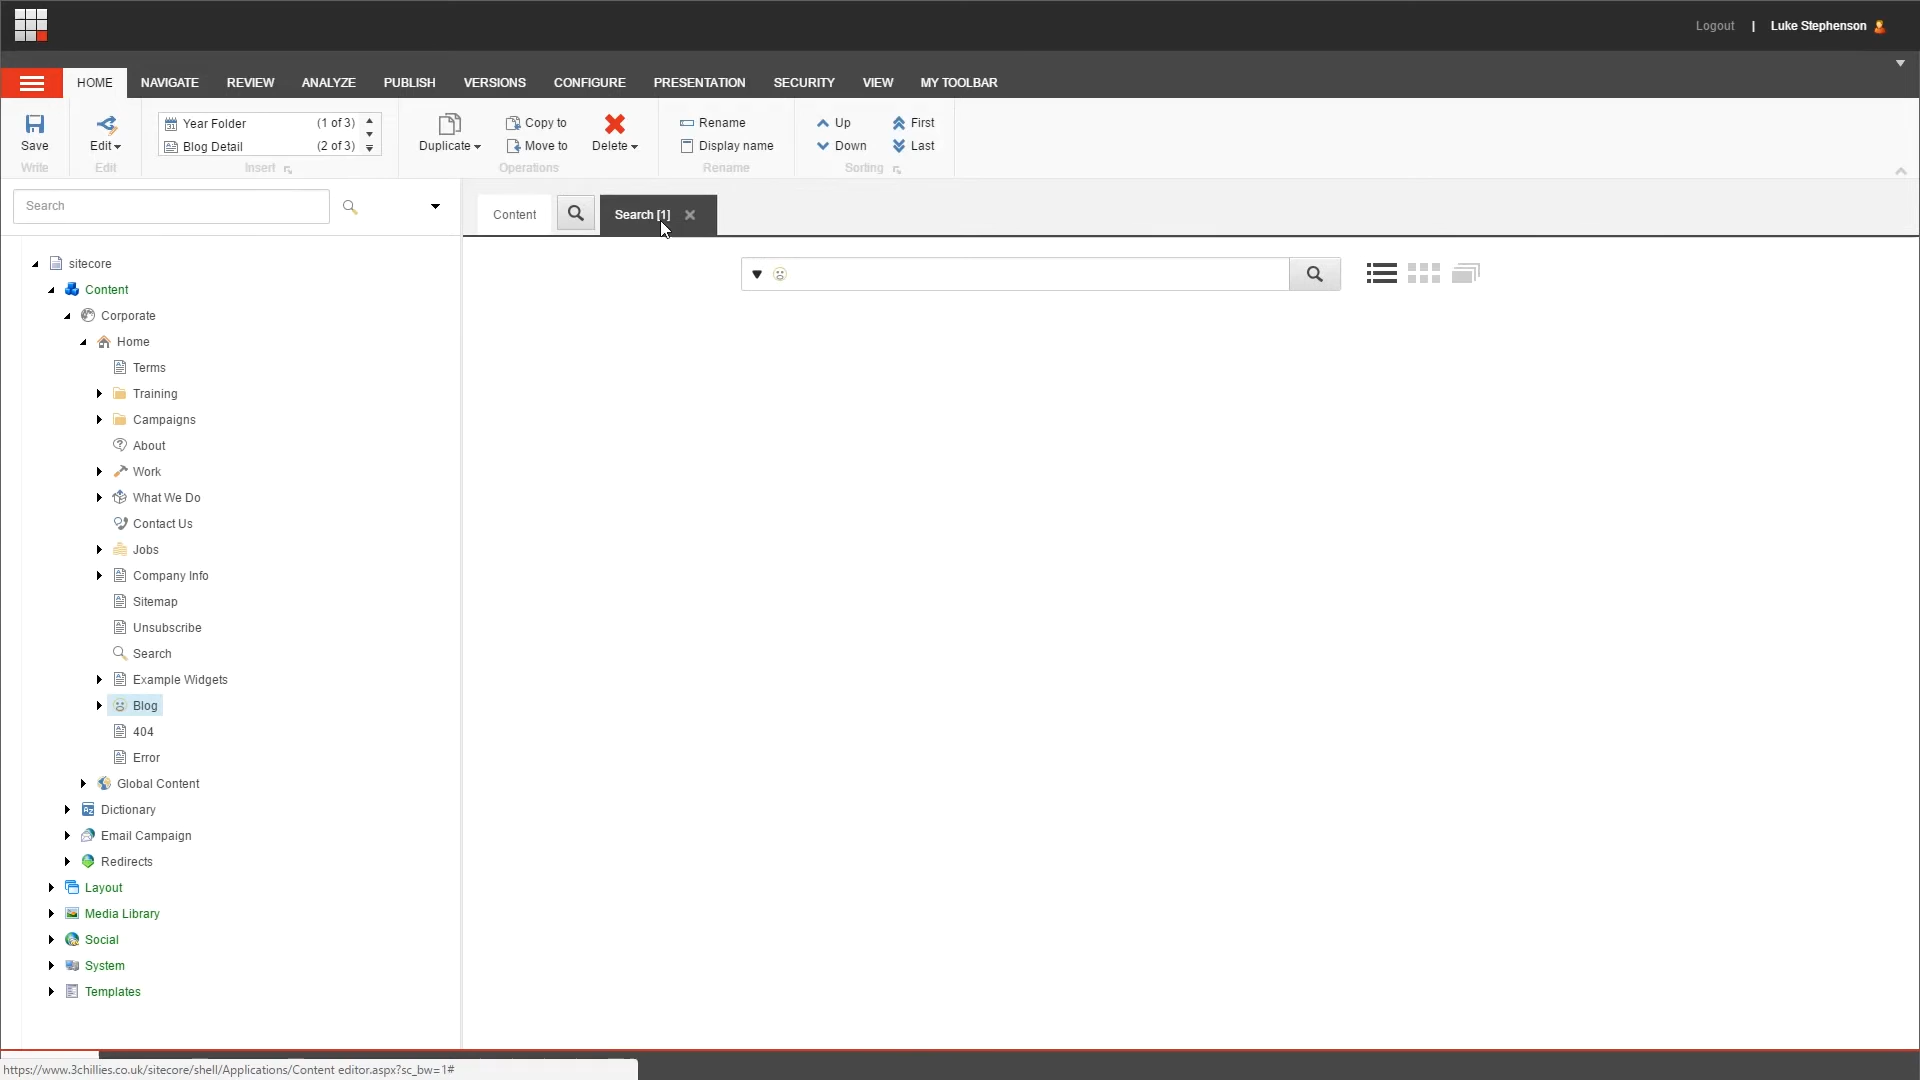 Logout | Luke Stephenson
HOME NAVIGATE REVIEW ANALYZE PUBLISH VERSIONS CONFIGURE PRESENTATION SECURITY VIEW MY TOOLBAR
Year Folder (1 of 3) Copy to Rename Up First
Save Edit Blog Detail (2 of 3) Duplicate Move to Delete Display name Down Last
Write Edit Insert Operations Rename Sorting
Search
Content Search [1]
sitecore
Content
Corporate
Home
Terms
Training
Campaigns
About
Work
What We Do
Contact Us
Jobs
Company Info
Sitemap
Unsubscribe
Search
Example Widgets
Blog
404
Error
Global Content
Dictionary
Email Campaign
Redirects
Layout
Media Library
Social
System
Templates
https://www.3chillies.co.uk/sitecore/shell/Applications/Content editor.aspx?sc_bw=1#